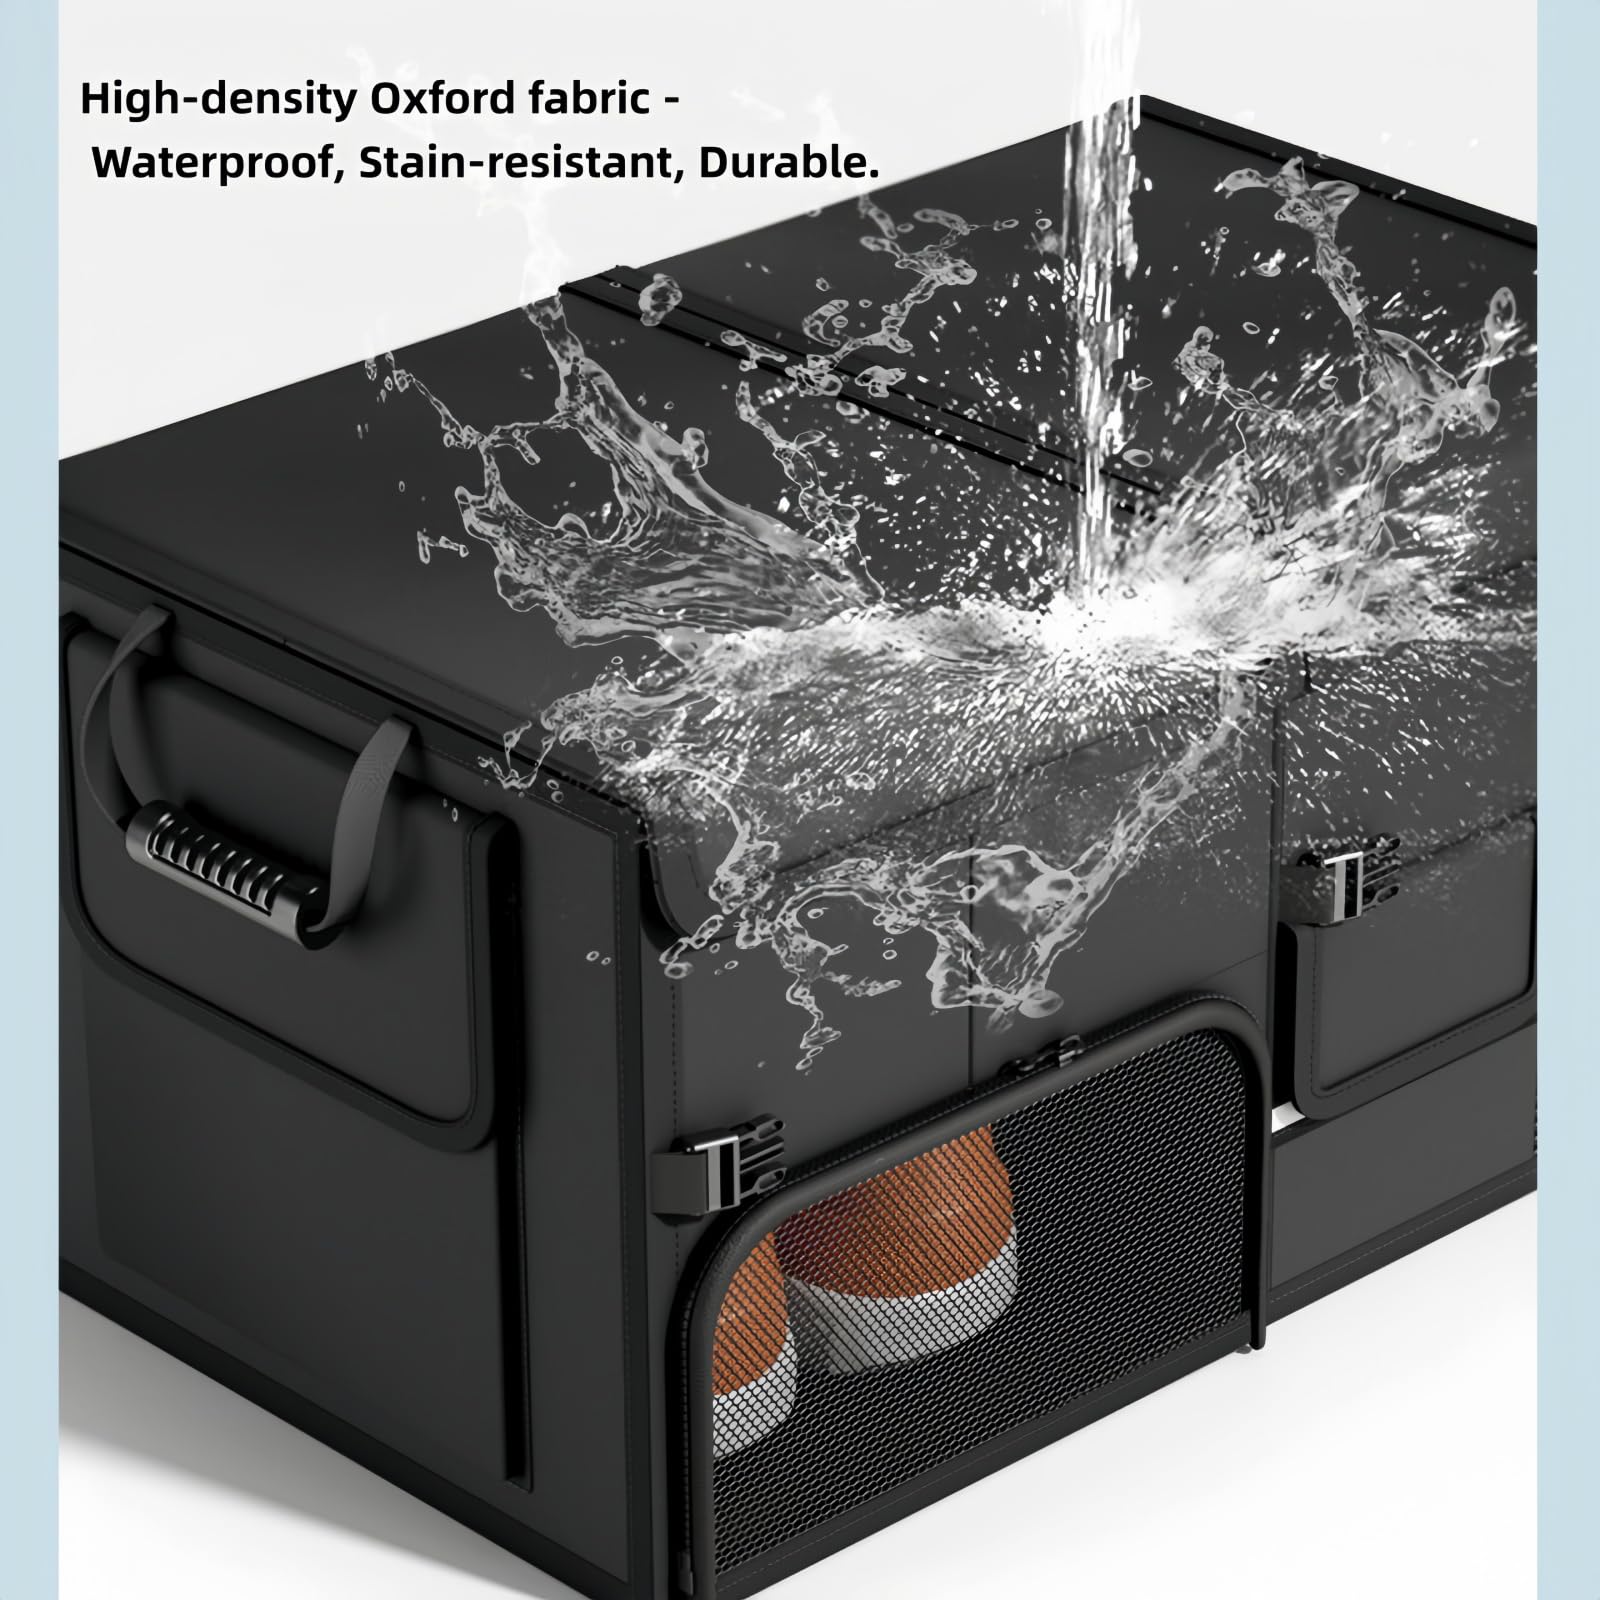 High-density Oxford fabric -
Waterproof, Stain-resistant, Durable.